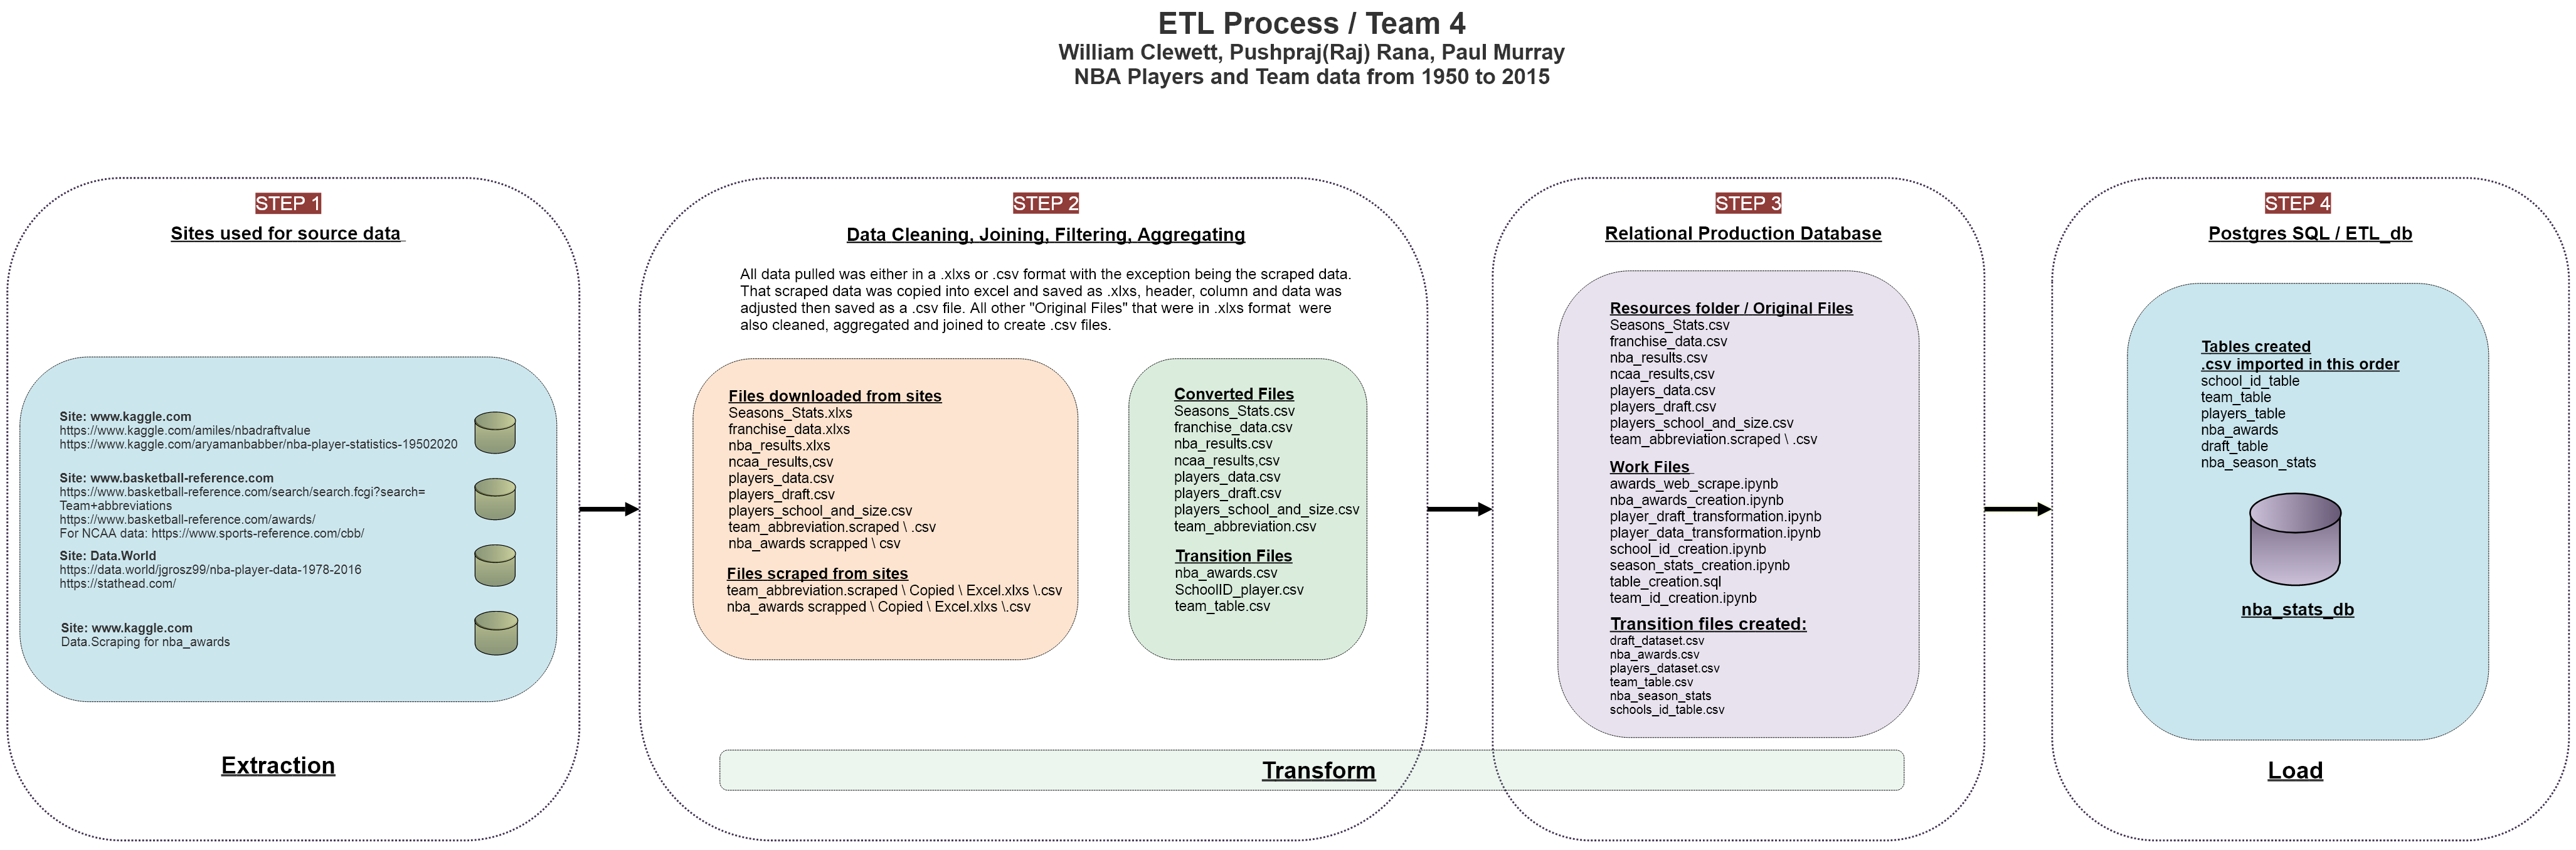 ETL Process / Team 4
William Clewett, Pushpraj(Raj) Rana, Paul Murray
NBA Players and Team data from 1950 to 2015
STEP 1
Sites used for source data
Site: www.kaggle.com
https://www.kaggle.com/amiles/nbadraftvalue
https://www.kaggle.com/aryamanbabber/nba-player-statistics-19502020
Site: www.basketball-reference.com
https://www.basketball-reference.com/search/search.fcgi?search=
Team+abbreviations
https://www.basketball-reference.com/awards/
For NCAA data: https://www.sports-reference.com/cbb/
Site: Data.World
https://data.world/jgrosz99/nba-player-data-1978-2016
https://stathead.com/
Site: www.kaggle.com
Data.Scraping for nba_awards
Extraction
STEP 2
Data Cleaning, Joining, Filtering, Aggregating
All data pulled was either in a .xlxs or .csv format with the exception being the scraped data.
That scraped data was copied into excel and saved as .xlxs, header, column and data was
adjusted then saved as a .csv file. All other "Original Files" that were in .xlxs format  were
also cleaned, aggregated and joined to create .csv files.
Files downloaded from sites
Seasons_Stats.xlxs
franchise_data.xlxs
nba_results.xlxs
ncaa_results,csv
players_data.csv
players_draft.csv
players_school_and_size.csv
team_abbreviation.scraped \ .csv
nba_awards scrapped \ csv
Files scraped from sites
team_abbreviation.scraped \ Copied \ Excel.xlxs \.csv
nba_awards scrapped \ Copied \ Excel.xlxs \.csv
Converted Files
Seasons_Stats.csv
franchise_data.csv
nba_results.csv
ncaa_results,csv
players_data.csv
players_draft.csv
players_school_and_size.csv
team_abbreviation.csv
Transition Files
nba_awards.csv
SchoolID_player.csv
team_table.csv
Transform
STEP 3
Relational Production Database
Resources folder / Original Files
Seasons_Stats.csv
franchise_data.csv
nba_results.csv
ncaa_results,csv
players_data.csv
players_draft.csv
players_school_and_size.csv
team_abbreviation.scraped \ .csv
Work Files
awards_web_scrape.ipynb
nba_awards_creation.ipynb
player_draft_transformation.ipynb
player_data_transformation.ipynb
school_id_creation.ipynb
season_stats_creation.ipynb
table_creation.sql
team_id_creation.ipynb
Transition files created:
draft_dataset.csv
nba_awards.csv
players_dataset.csv
team_table.csv
nba_season_stats
schools_id_table.csv
STEP 4
Postgres SQL / ETL_db
Tables created
.csv imported in this order
school_id_table
team_table
players_table
nba_awards
draft_table
nba_season_stats
nba_stats_db
Load